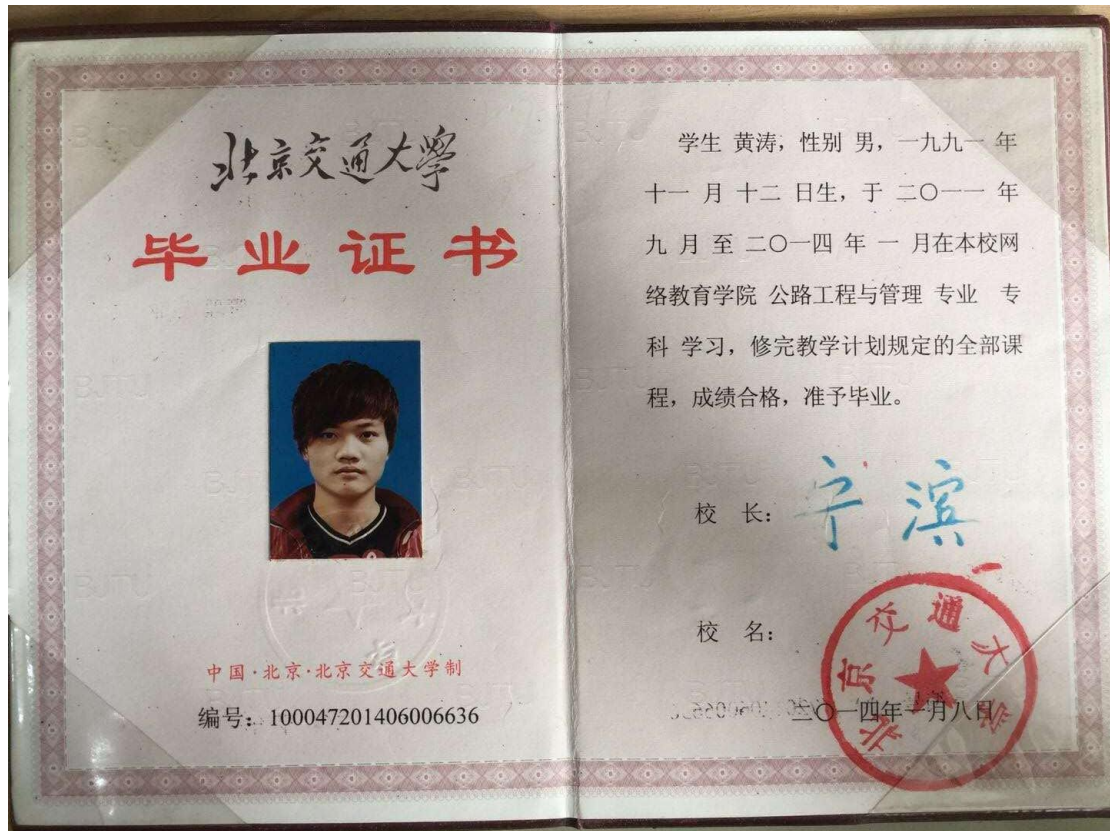 北京交通大學
毕业证书
中国·北京·北京交通大学制
编号：100047201406006636
学生 黄涛，性别 男，一九九一 年
十一 月 十二 日生，于 二〇一一 年
九 月 至 二〇一四 年 一 月在本校网
络教育学院 公路工程与管理 专业 专
科 学习，修完教学计划规定的全部课
程，成绩合格，准予毕业。
校 长：宁滨
校 名：
北京交通大学
二〇一四年一月八日
BJTU